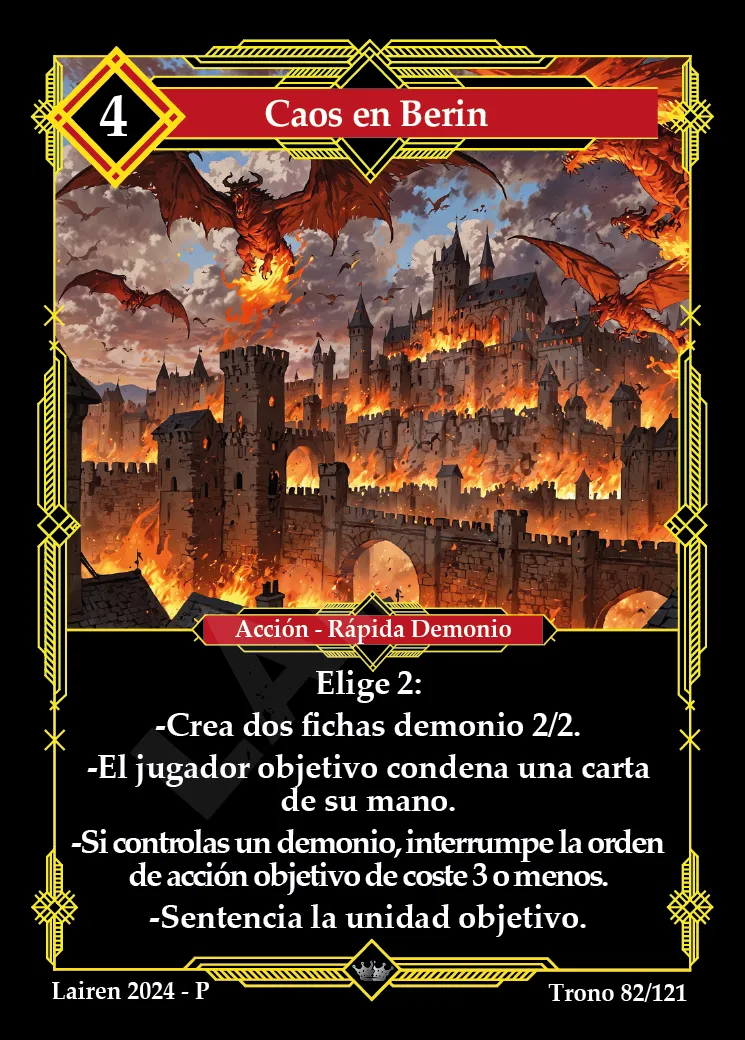 4
Caos en Berin
Acción - Rápida Demonio
Elige 2:
-Crea dos fichas demonio 2/2.
-El jugador objetivo condena una carta
de su mano.
-Si controlas un demonio, interrumpe la orden
de acción objetivo de coste 3 o menos.
-Sentencia la unidad objetivo.
Lairen 2024 - P
Trono 82/121